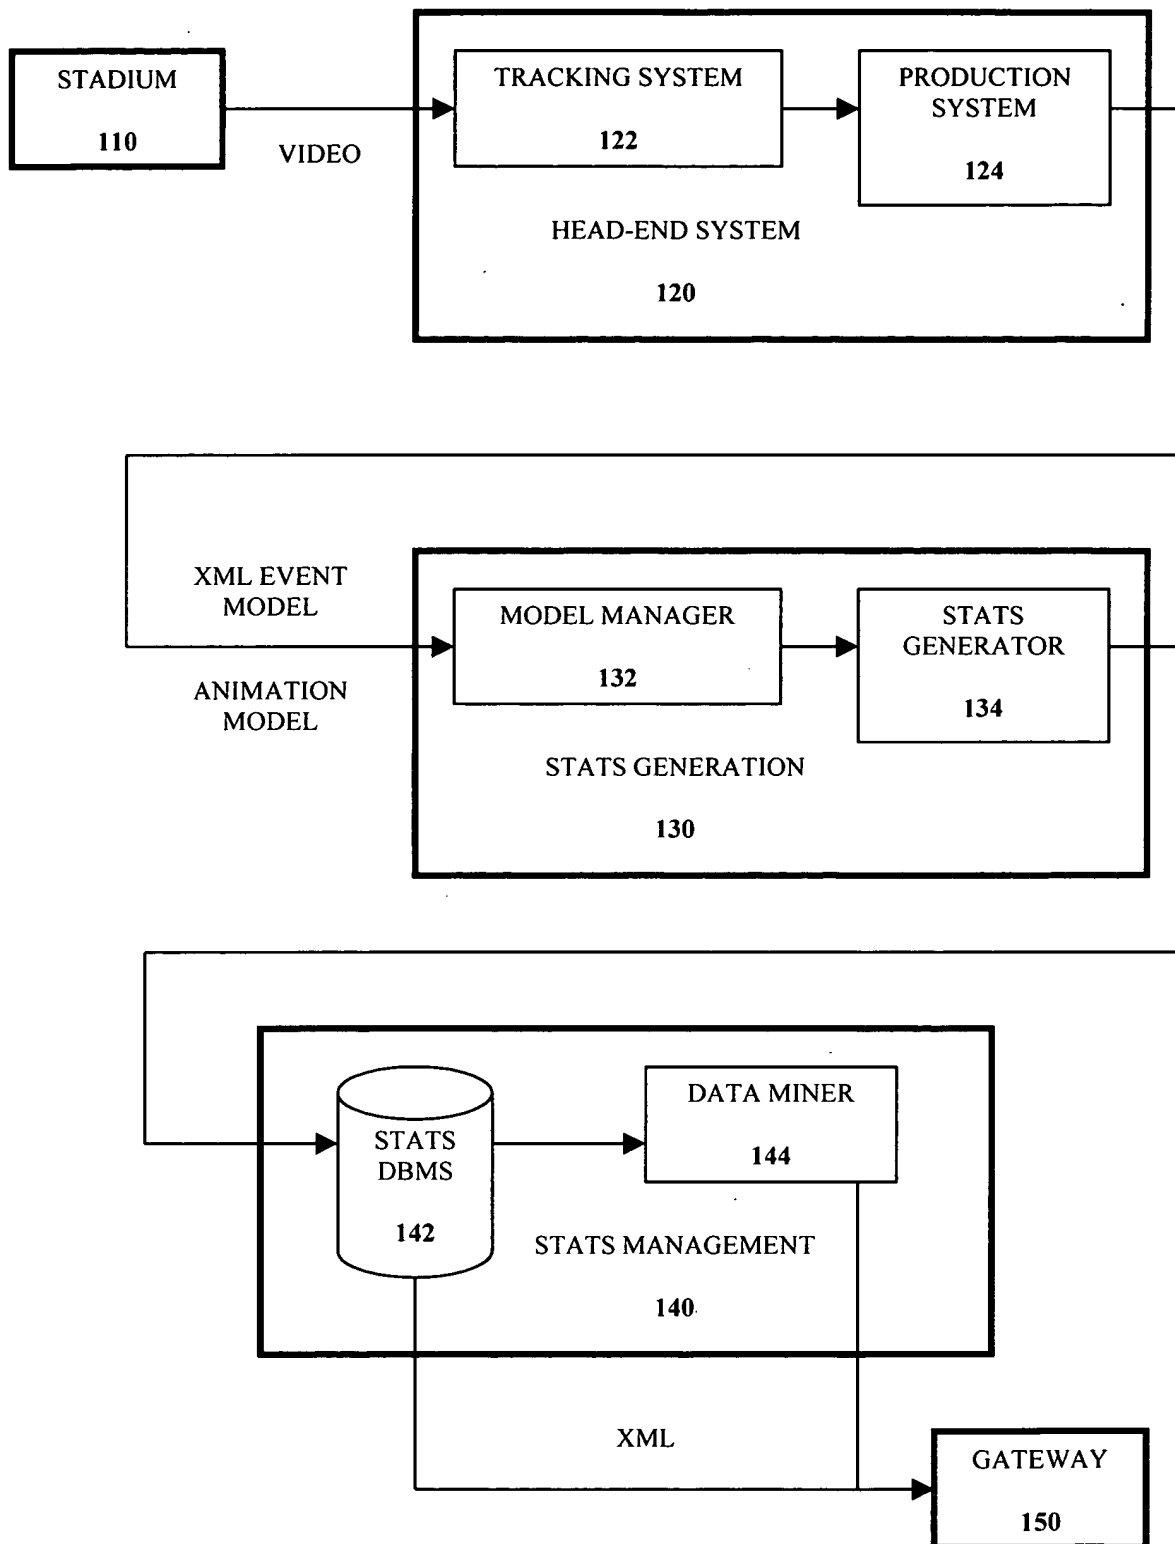 STADIUM
110
VIDEO
TRACKING SYSTEM
122
PRODUCTION
SYSTEM
124
HEAD-END SYSTEM
120
XML EVENT
MODEL
ANIMATION
MODEL
MODEL MANAGER
132
STATS
GENERATOR
134
STATS GENERATION
130
STATS
DBMS
142
DATA MINER
144
STATS MANAGEMENT
140
XML
GATEWAY
150